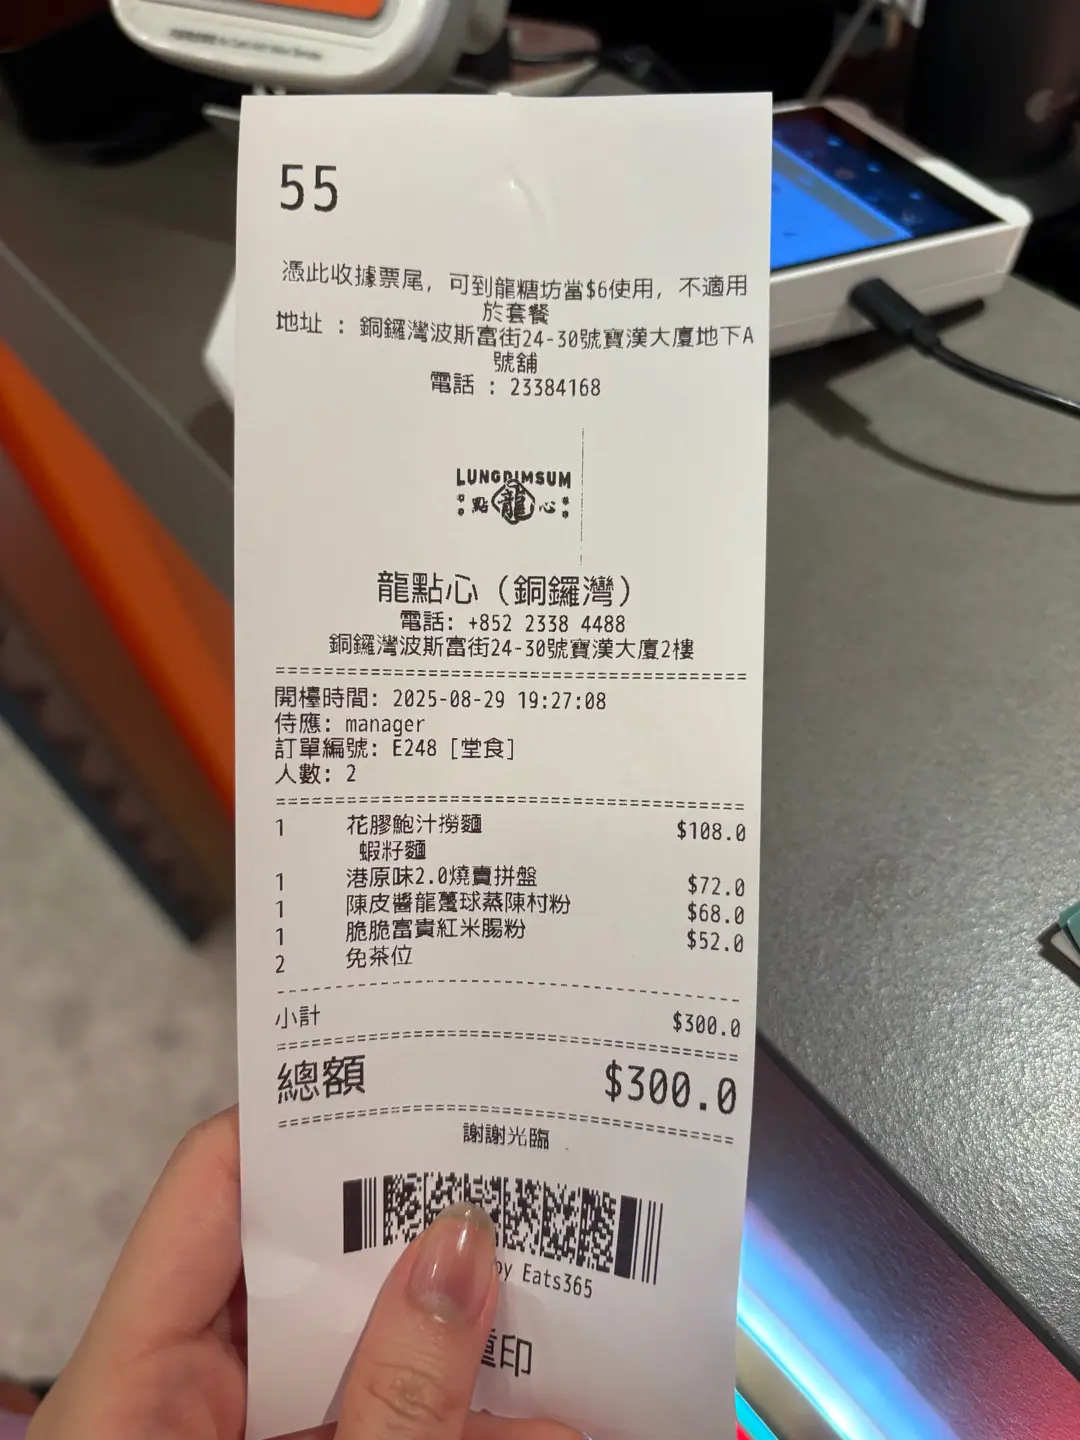 55
憑此收據票尾，可到龍糖坊當$6使用，不適用
於套餐
地址 : 銅鑼灣波斯富街24-30號寶漢大廈地下A
號舖
電話 : 23384168
LUNGDIMSUM
點 龍 心
龍點心（銅鑼灣）
電話: +852 2338 4488
銅鑼灣波斯富街24-30號寶漢大廈2樓
開檯時間: 2025-08-29 19:27:08
侍應: manager
訂單編號: E248 [堂食]
人數: 2
1 花膠鮑汁撈麵 $108.0
蝦籽麵
1 港原味2.0燒賣拼盤 $72.0
1 陳皮醬龍躉球蒸陳村粉 $68.0
1 脆脆富貴紅米腸粉 $52.0
2 免茶位
小計 $300.0
總額 $300.0
謝謝光臨
by Eats365
重印